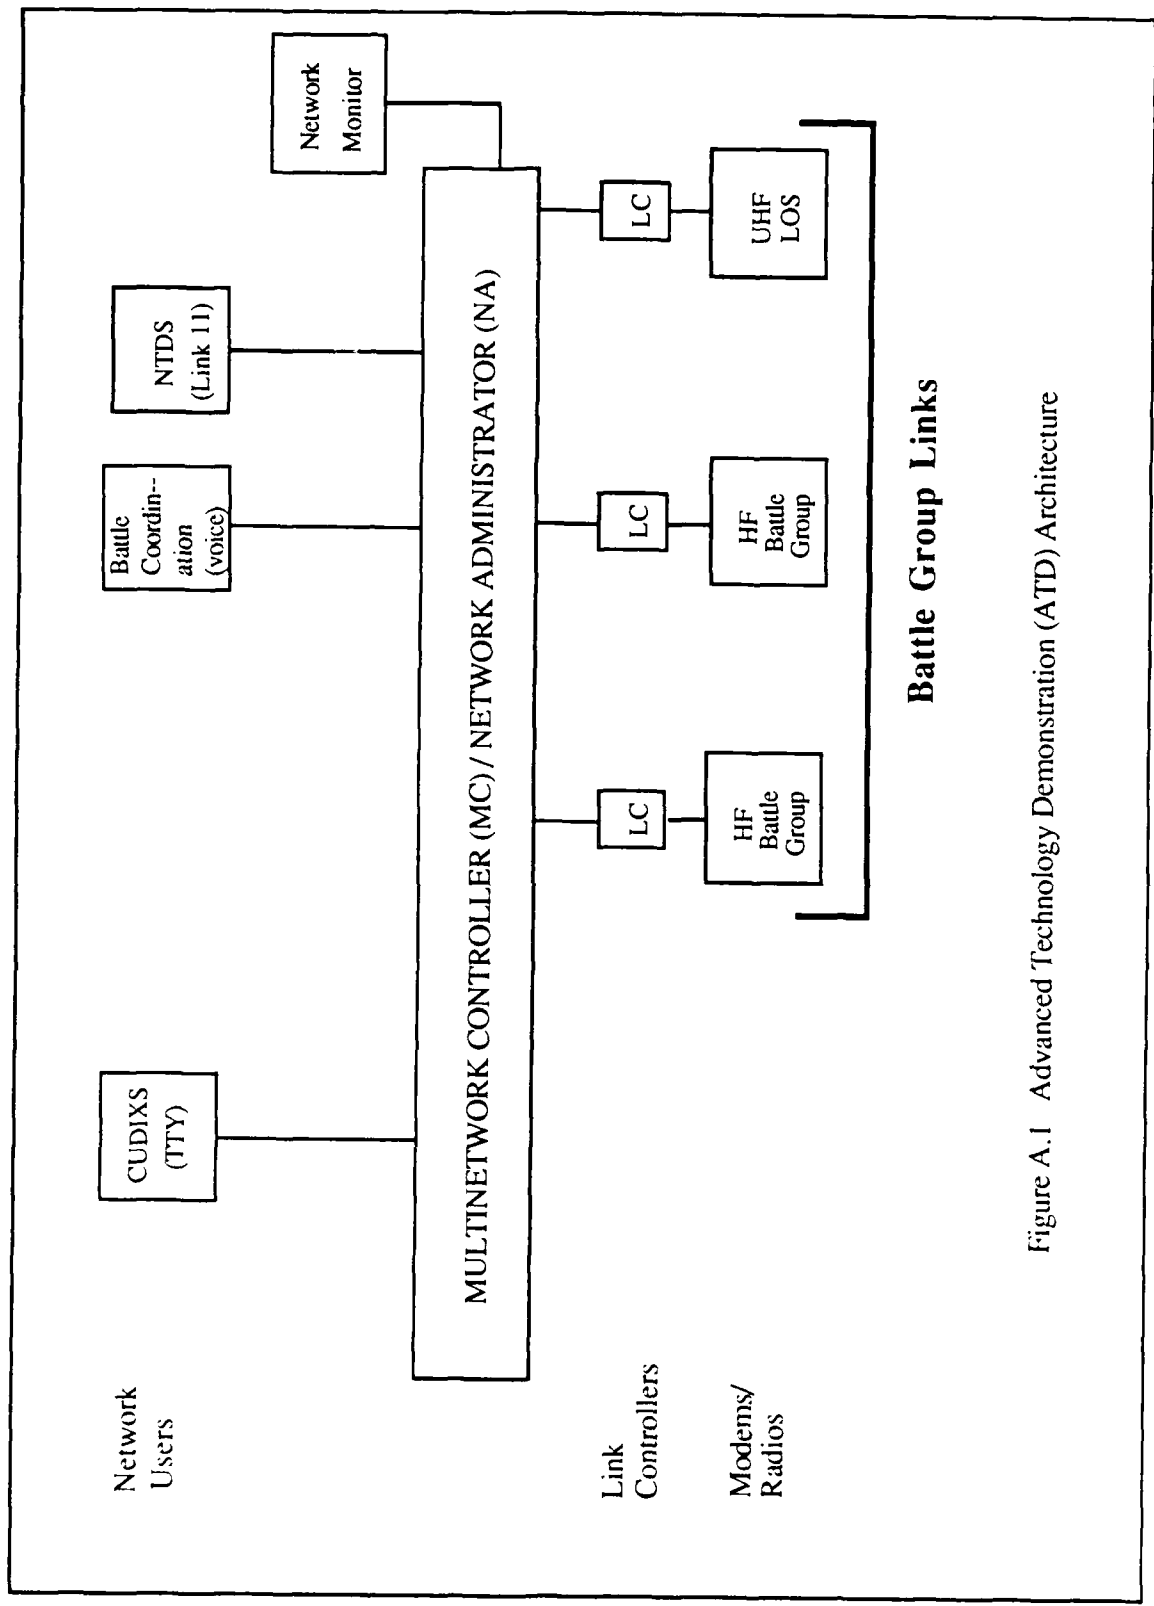 Network
Users
CUDIXS
(TTY)
Battle
Coordin--
ation
(voice)
NTDS
(Link 11)
Network
Monitor
MULTINETWORK CONTROLLER (MC) / NETWORK ADMINISTRATOR (NA)
Link
Controllers
LC
LC
LC
Modems/
Radios
HF
Battle
Group
HF
Battle
Group
UHF
LOS
Battle Group Links
Figure A.1 Advanced Technology Demonstration (ATD) Architecture